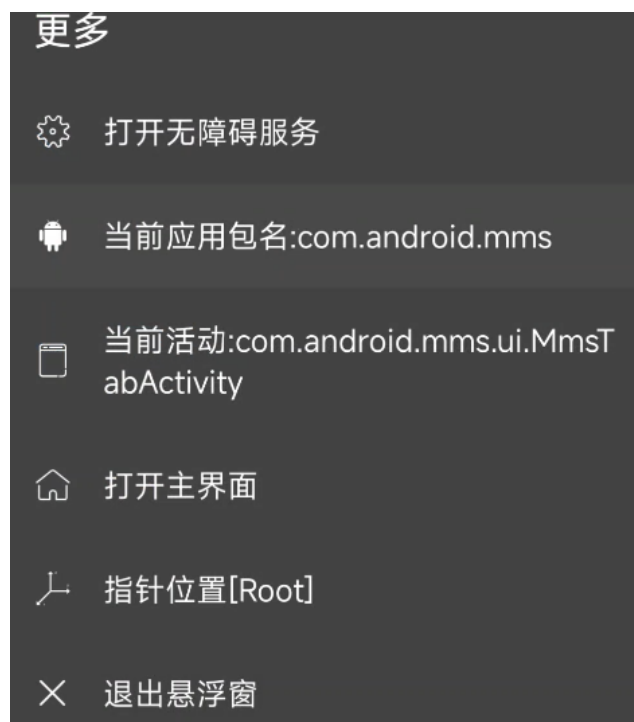 更多
打开无障碍服务
当前应用包名:com.android.mms
当前活动:com.android.mms.ui.MmsT
abActivity
打开主界面
指针位置[Root]
退出悬浮窗